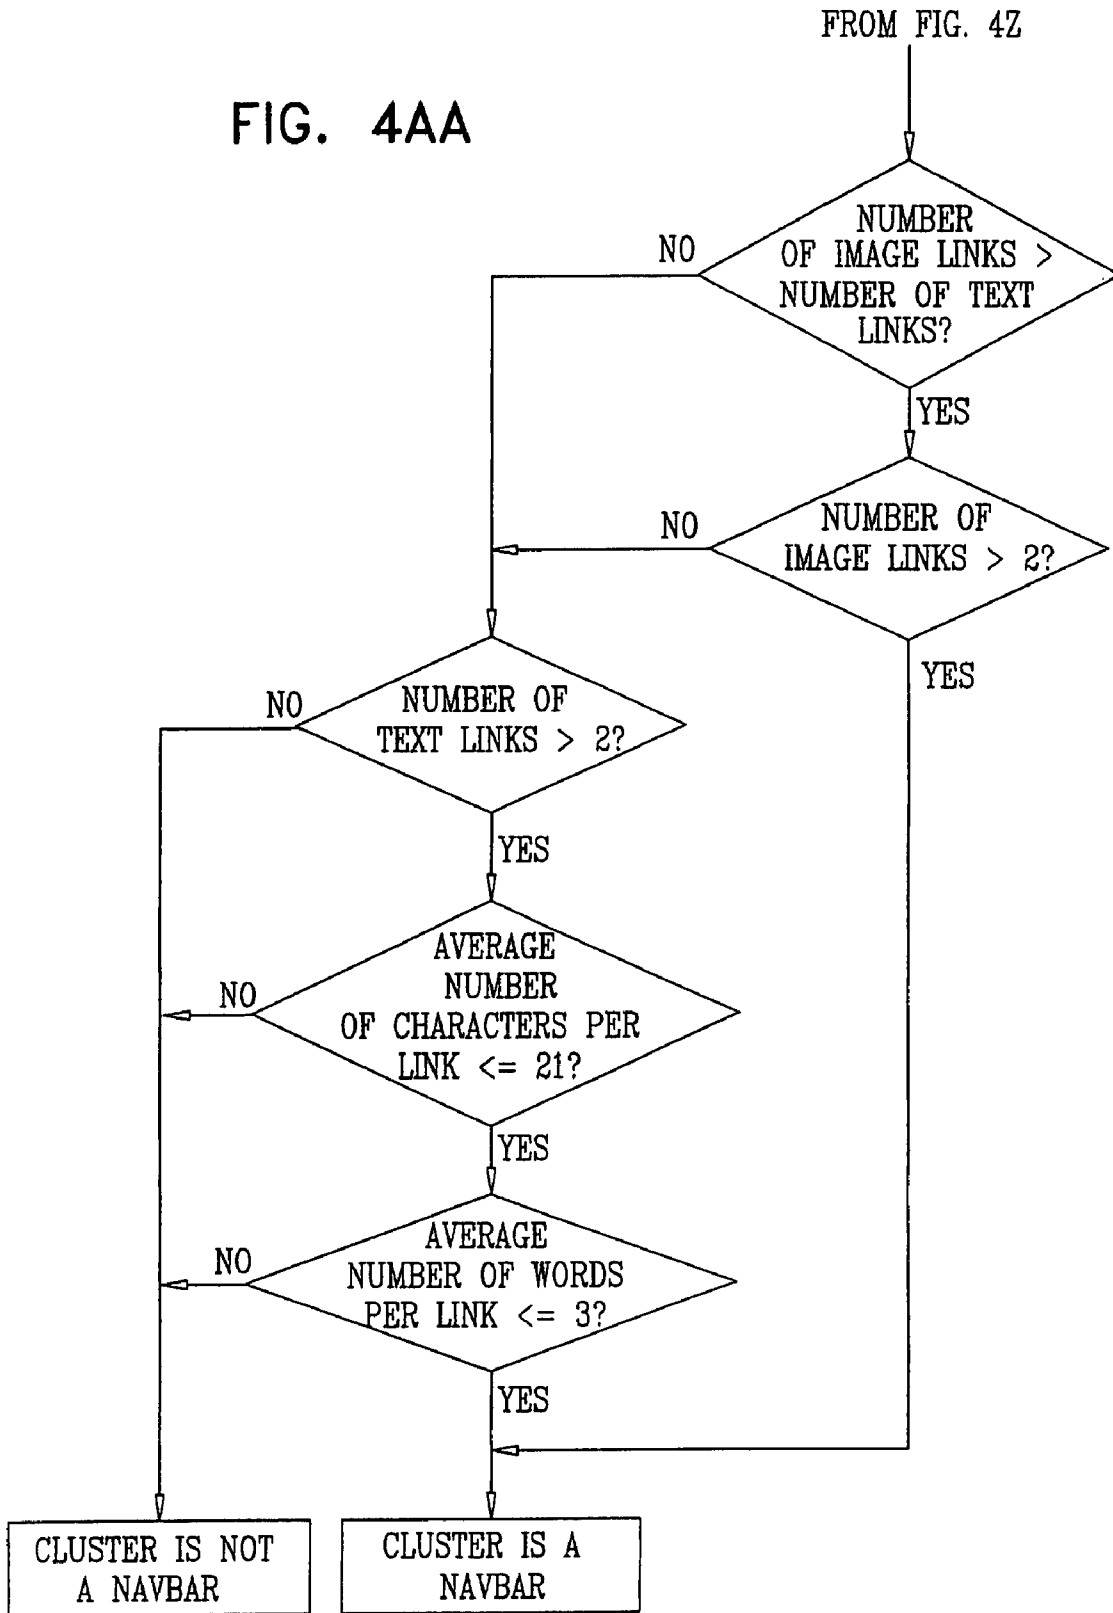 FROM FIG. 4Z
FIG. 4AA
NUMBER
OF IMAGE LINKS >
NUMBER OF TEXT
LINKS?
NO
YES
NUMBER OF
IMAGE LINKS > 2?
NO
YES
NUMBER OF
TEXT LINKS > 2?
NO
YES
AVERAGE
NUMBER
OF CHARACTERS PER
LINK <= 21?
NO
YES
AVERAGE
NUMBER OF WORDS
PER LINK <= 3?
NO
YES
CLUSTER IS NOT
A NAVBAR
CLUSTER IS A
NAVBAR